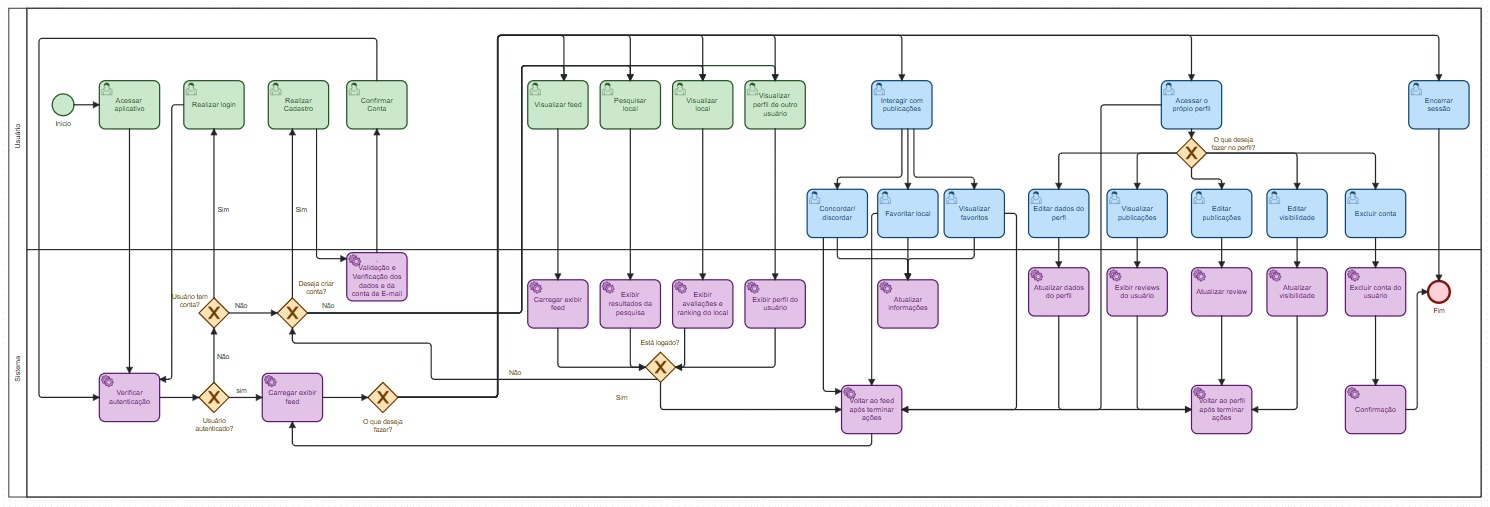 Usuário
Sistema
Inicio
Acessar
aplicativo
Realizar login
Realizar
Cadastro
Confirmar
Conta
Visualizar feed
Pesquisar
local
Visualizar
local
Visualizar
perfil de outro
usuário
Interagir com
publicações
Acessar o
próprio perfil
Encerrar
sessão
O que deseja
fazer no perfil?
Sim
Sim
Concordar/
discordar
Favoritar local
Visualizar
favoritos
Editar dados do
perfl
Visualizar
publicações
Editar
publicações
Editar
visibilidade
Excluir conta
Validação e
Verificação dos
dados e da
conta de E-mail
Usuário tem
conta?
Não
Deseja criar
conta?
Não
Carregar exibir
feed
Exibir
resultados da
pesquisa
Exibir
avaliações e
ranking do local
Exibir perfil do
usuário
Atualizar
informações
Atualizar dados
do perfil
Exibir reviews
do usuário
Atualizar review
Atualizar
visibilidade
Excluir conta do
usuário
Fim
Está logado?
Não
Não
Sim
Verificar
autenticação
sim
Usuário
autenticado?
Carregar exibir
feed
O que deseja
fazer?
Voltar ao feed
após terminar
ações
Voltar ao perfil
após terminar
ações
Confirmação